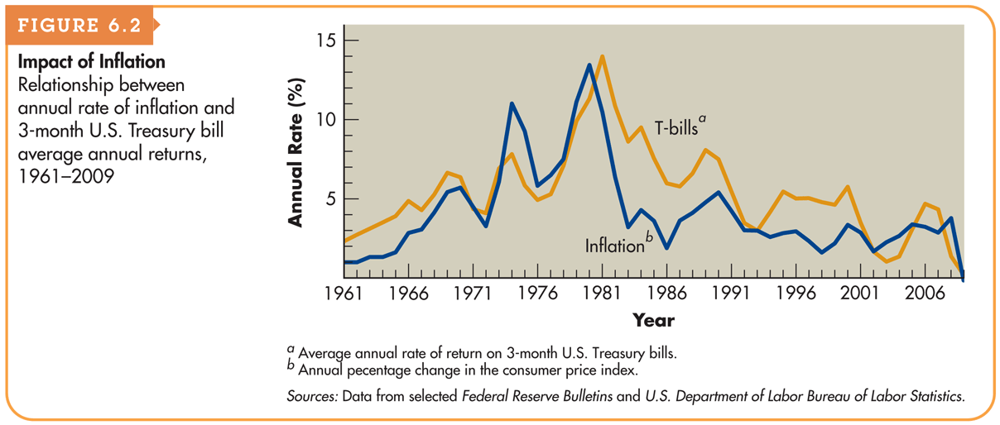 FIGURE 6.2
Impact of Inflation
Relationship between
annual rate of inflation and
3-month U.S. Treasury bill
average annual returns,
1961–2009
15
10
5
Annual Rate (%)
T-bills^a
Inflation^b
1961 1966 1971 1976 1981 1986 1991 1996 2001 2006
Year
^a Average annual rate of return on 3-month U.S. Treasury bills.
^b Annual pecentage change in the consumer price index.
Sources: Data from selected Federal Reserve Bulletins and U.S. Department of Labor Bureau of Labor Statistics.